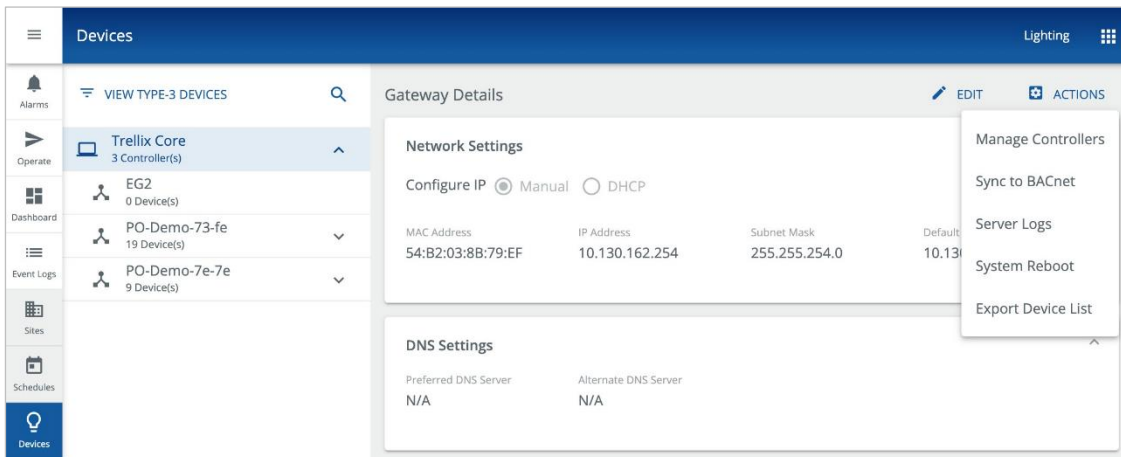 Devices
Lighting
Alarms
Operate
Dashboard
Event Logs
Sites
Schedules
Devices
VIEW TYPE-3 DEVICES
Trellix Core
3 Controller(s)
EG2
0 Device(s)
PO-Demo-73-fe
19 Device(s)
PO-Demo-7e-7e
9 Device(s)
Gateway Details
EDIT
ACTIONS
Manage Controllers
Sync to BACnet
Server Logs
System Reboot
Export Device List
Network Settings
Configure IP Manual DHCP
MAC Address IP Address Subnet Mask Default
54:B2:03:8B:79:EF 10.130.162.254 255.255.254.0 10.130
DNS Settings
Preferred DNS Server Alternate DNS Server
N/A N/A